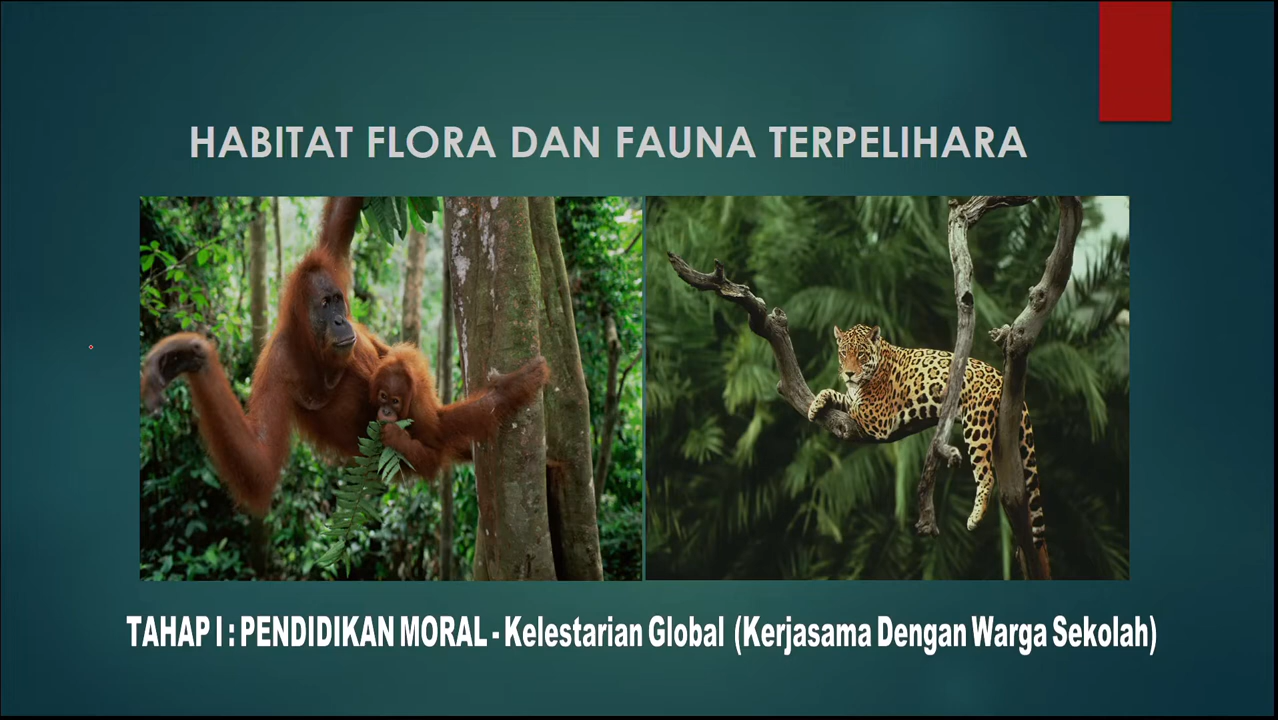 HABITAT FLORA DAN FAUNA TERPELIHARA
TAHAP I : PENDIDIKAN MORAL - Kelestarian Global (Kerjasama Dengan Warga Sekolah)